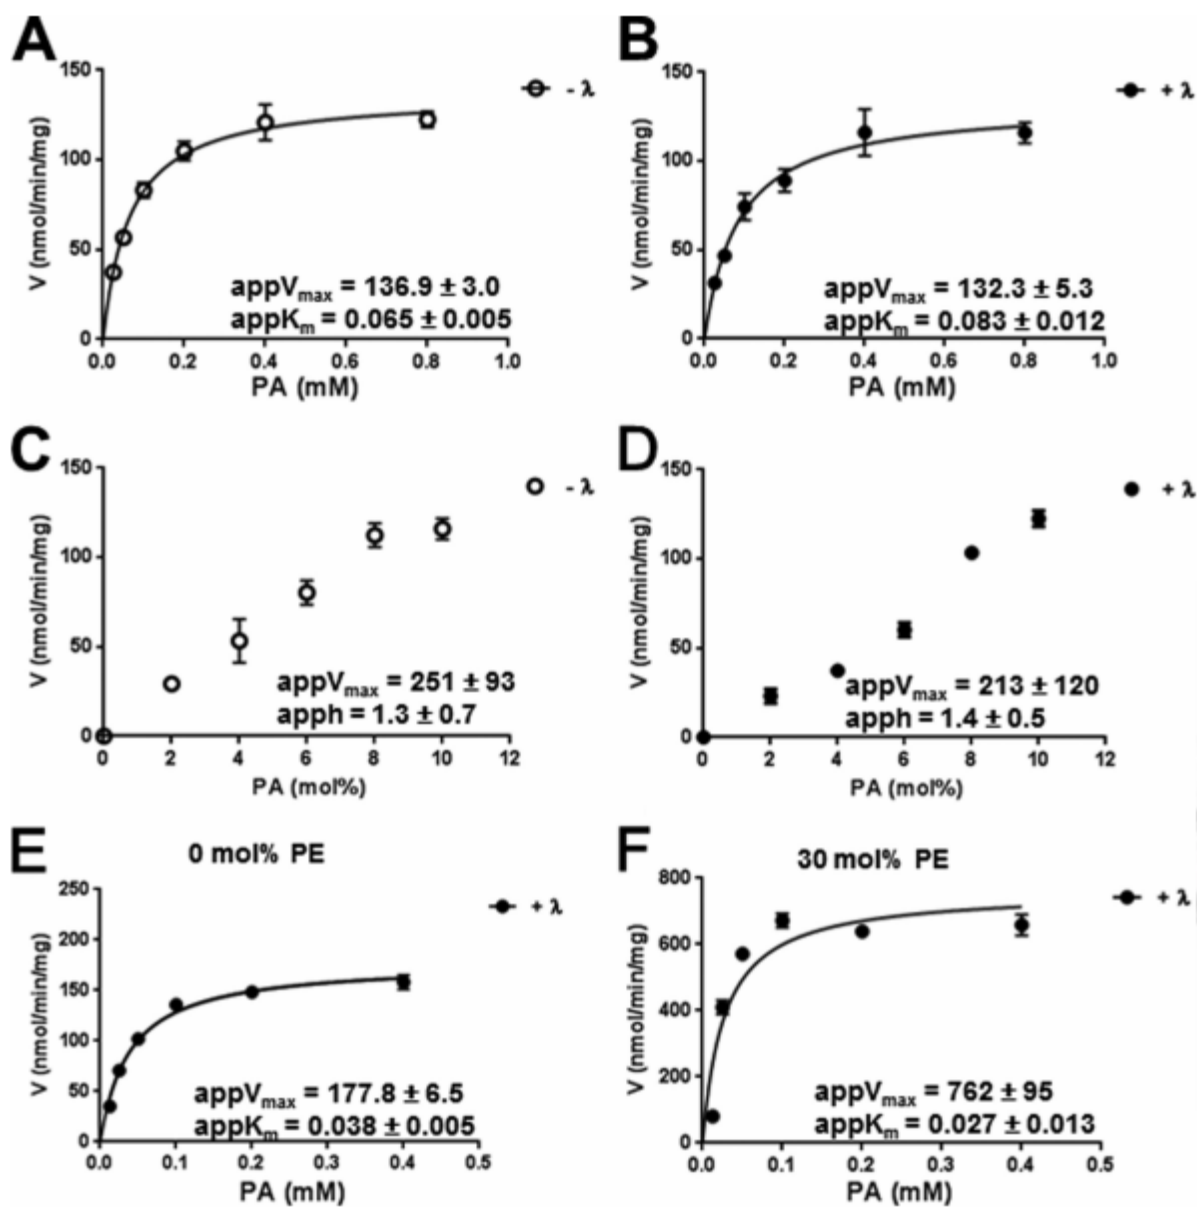 A
V (nmol/min/mg)
150
100
50
0
- λ
appVmax = 136.9 ± 3.0
appKm = 0.065 ± 0.005
0.0 0.2 0.4 0.6 0.8 1.0
PA (mM)
B
V (nmol/min/mg)
150
100
50
0
+ λ
appVmax = 132.3 ± 5.3
appKm = 0.083 ± 0.012
0.0 0.2 0.4 0.6 0.8 1.0
PA (mM)
C
V (nmol/min/mg)
150
100
50
0
- λ
appVmax = 251 ± 93
apph = 1.3 ± 0.7
0 2 4 6 8 10 12
PA (mol%)
D
V (nmol/min/mg)
150
100
50
0
+ λ
appVmax = 213 ± 120
apph = 1.4 ± 0.5
0 2 4 6 8 10 12
PA (mol%)
E
0 mol% PE
V (nmol/min/mg)
250
200
150
100
50
0
+ λ
appVmax = 177.8 ± 6.5
appKm = 0.038 ± 0.005
0.0 0.1 0.2 0.3 0.4 0.5
PA (mM)
F
30 mol% PE
V (nmol/min/mg)
800
600
400
200
0
+ λ
appVmax = 762 ± 95
appKm = 0.027 ± 0.013
0.0 0.1 0.2 0.3 0.4 0.5
PA (mM)